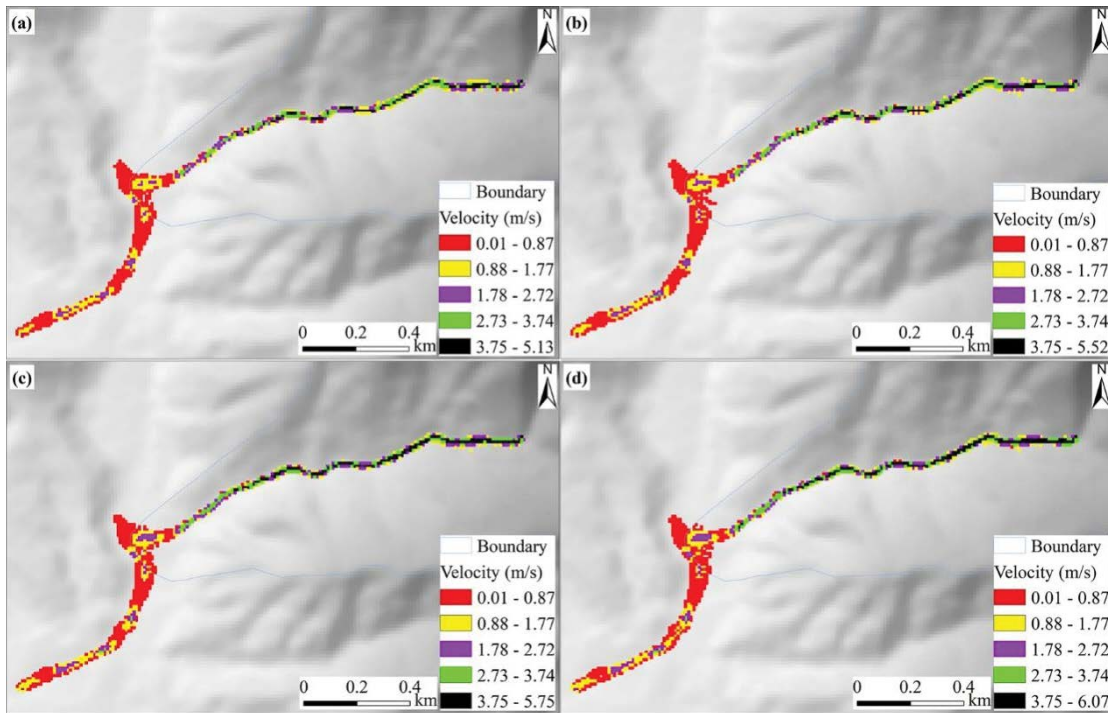 (a)
N
Boundary
Velocity (m/s)
0.01 - 0.87
0.88 - 1.77
1.78 - 2.72
2.73 - 3.74
3.75 - 5.13
0 0.2 0.4
km
(b)
N
Boundary
Velocity (m/s)
0.01 - 0.87
0.88 - 1.77
1.78 - 2.72
2.73 - 3.74
3.75 - 5.52
0 0.2 0.4
km
(c)
N
Boundary
Velocity (m/s)
0.01 - 0.87
0.88 - 1.77
1.78 - 2.72
2.73 - 3.74
3.75 - 5.75
0 0.2 0.4
km
(d)
N
Boundary
Velocity (m/s)
0.01 - 0.87
0.88 - 1.77
1.78 - 2.72
2.73 - 3.74
3.75 - 6.07
0 0.2 0.4
km